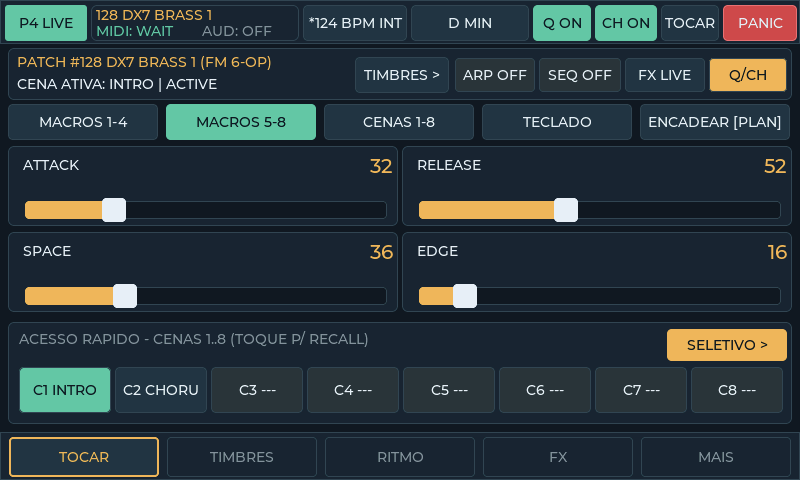 P4 LIVE
128 DX7 BRASS 1
MIDI: WAIT AUD: OFF
*124 BPM INT
D MIN
Q ON
CH ON
TOCAR
PANIC
PATCH #128 DX7 BRASS 1 (FM 6-OP)
CENA ATIVA: INTRO | ACTIVE
TIMBRES >
ARP OFF
SEQ OFF
FX LIVE
Q/CH
MACROS 1-4
MACROS 5-8
CENAS 1-8
TECLADO
ENCADEAR [PLAN]
ATTACK 32
RELEASE 52
SPACE 36
EDGE 16
ACESSO RAPIDO - CENAS 1..8 (TOQUE P/ RECALL)
SELETIVO >
C1 INTRO
C2 CHORU
C3 ---
C4 ---
C5 ---
C6 ---
C7 ---
C8 ---
TOCAR
TIMBRES
RITMO
FX
MAIS